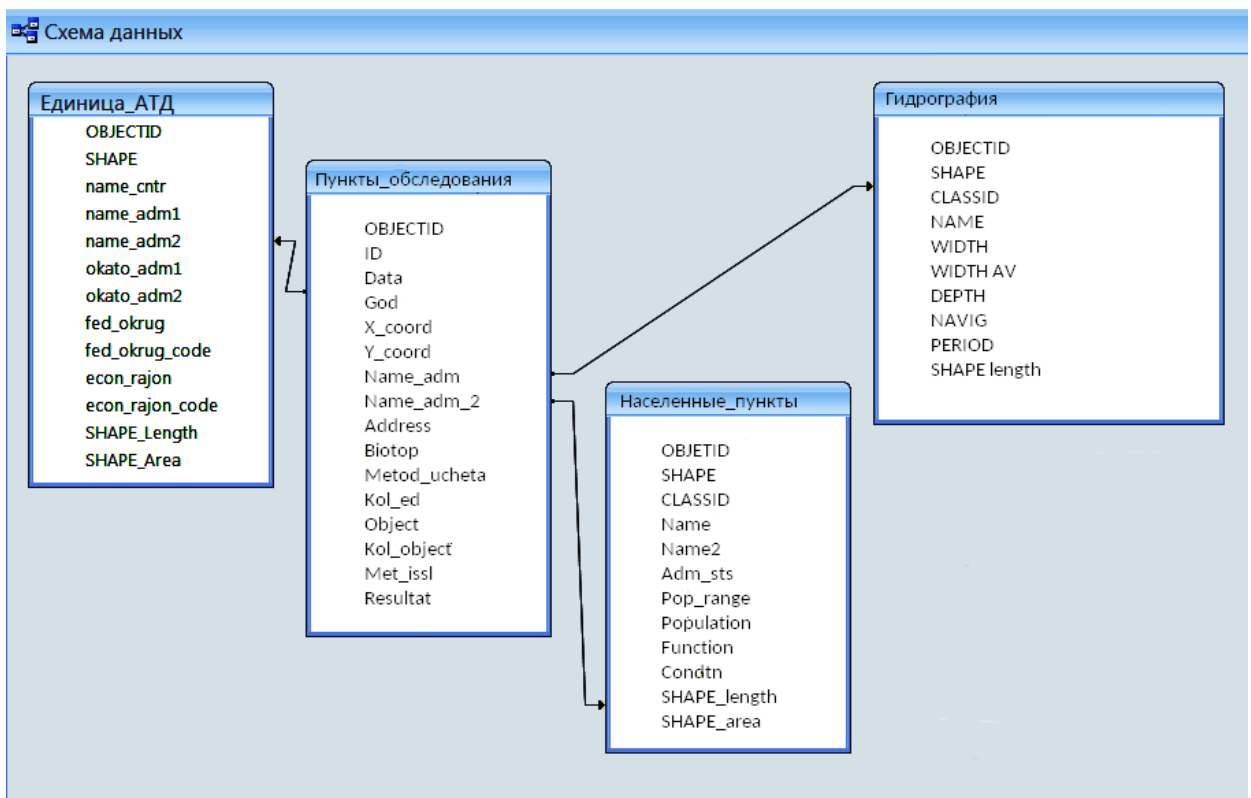 Схема данных
Единица_АТД
OBJECTID
SHAPE
name_cntr
name_adm1
name_adm2
okato_adm1
okato_adm2
fed_okrug
fed_okrug_code
econ_rajon
econ_rajon_code
SHAPE_Length
SHAPE_Area
Пункты_обследования
OBJECTID
ID
Data
God
X_coord
Y_coord
Name_adm
Name_adm_2
Address
Biotop
Metod_ucheta
Kol_ed
Object
Kol_object
Met_issl
Resultat
Населенные_пункты
OBJETID
SHAPE
CLASSID
Name
Name2
Adm_sts
Pop_range
Population
Function
Condtn
SHAPE_length
SHAPE_area
Гидрография
OBJECTID
SHAPE
CLASSID
NAME
WIDTH
WIDTH AV
DEPTH
NAVIG
PERIOD
SHAPE length